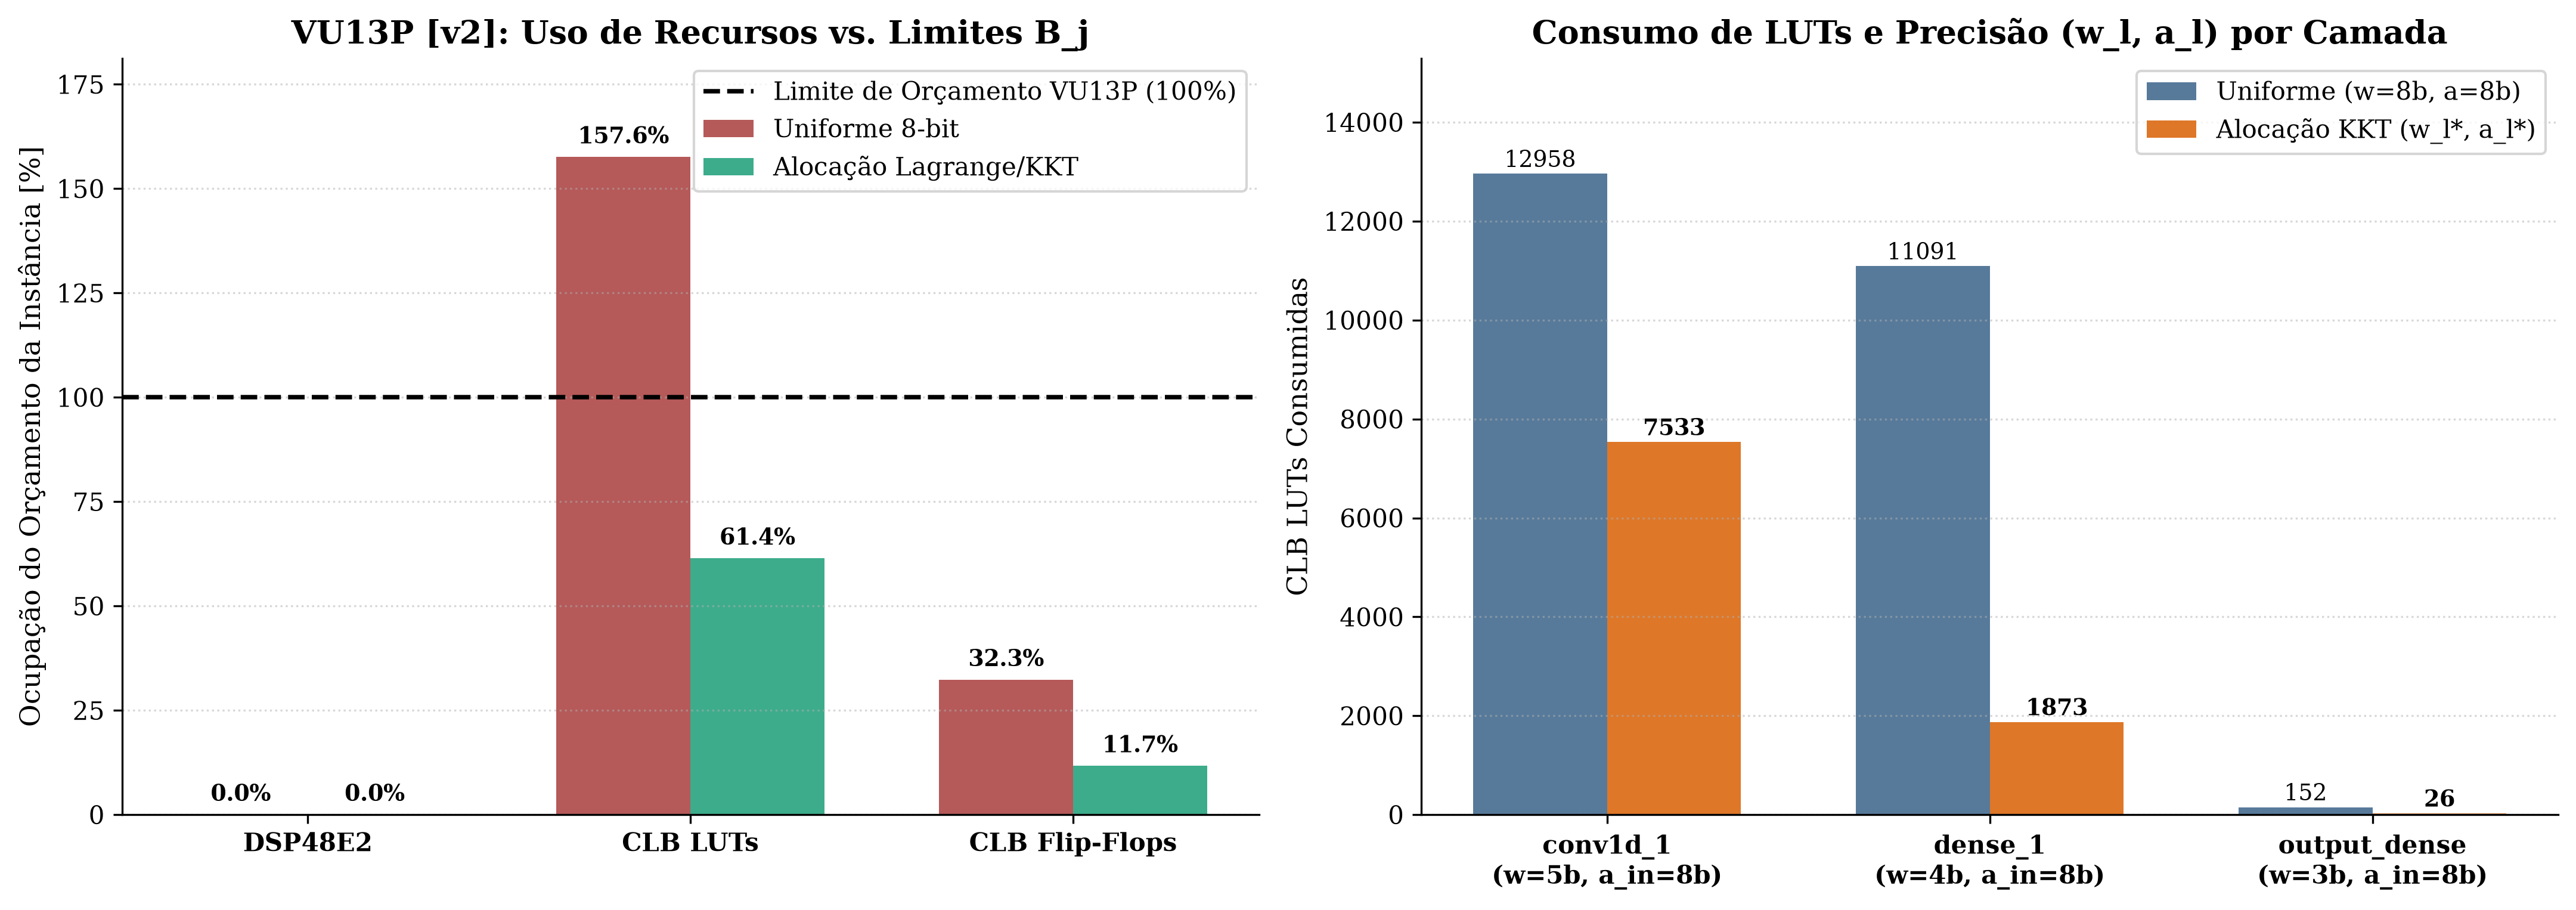 VU13P [v2]: Uso de Recursos vs. Limites B_j
Ocupação do Orçamento da Instância [%]
175
150
125
100
75
50
25
0
Limite de Orçamento VU13P (100%)
Uniforme 8-bit
Alocação Lagrange/KKT
0.0%
0.0%
157.6%
61.4%
32.3%
11.7%
DSP48E2
CLB LUTs
CLB Flip-Flops
Consumo de LUTs e Precisão (w_l, a_l) por Camada
CLB LUTs Consumidas
14000
12000
10000
8000
6000
4000
2000
0
Uniforme (w=8b, a=8b)
Alocação KKT (w_l*, a_l*)
12958
7533
11091
1873
152
26
conv1d_1
(w=5b, a_in=8b)
dense_1
(w=4b, a_in=8b)
output_dense
(w=3b, a_in=8b)